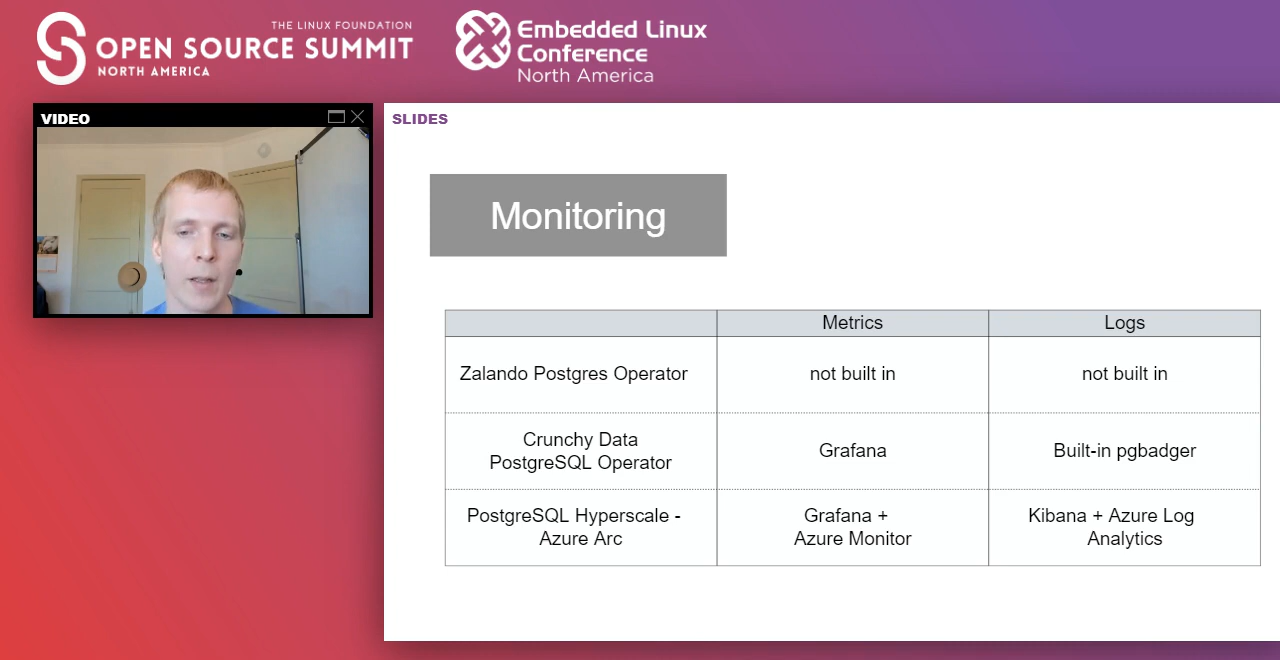 THE LINUX FOUNDATION
OPEN SOURCE SUMMIT
NORTH AMERICA
Embedded Linux
Conference
North America
VIDEO
SLIDES
Monitoring
Metrics
Logs
Zalando Postgres Operator
not built in
not built in
Crunchy Data
PostgreSQL Operator
Grafana
Built-in pgbadger
PostgreSQL Hyperscale -
Azure Arc
Grafana +
Azure Monitor
Kibana + Azure Log
Analytics